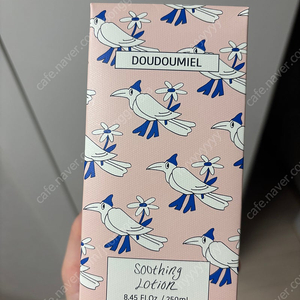 DOUDOUMIEL
Soothing
Lotion
8.45 FL.Oz / 250ml